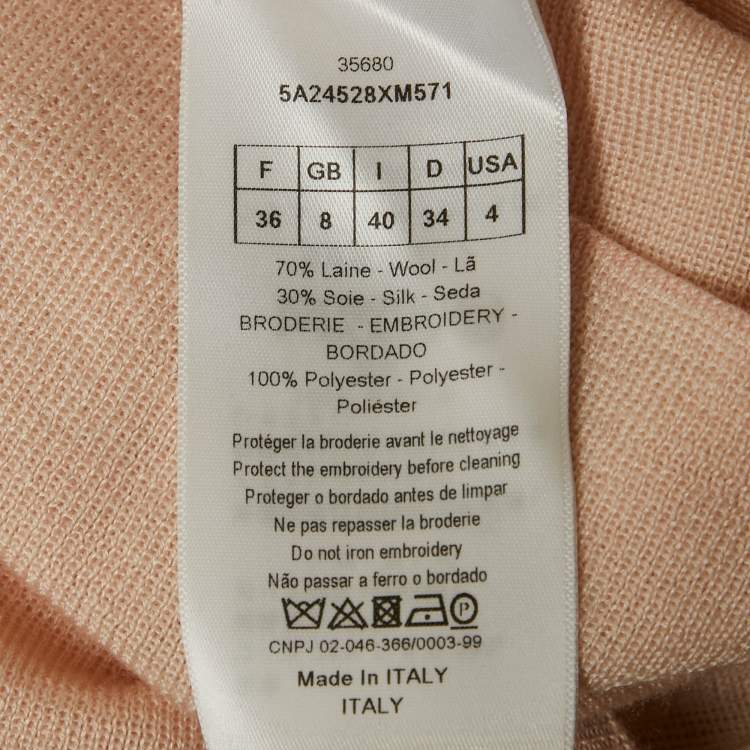 35680
5A24528XM571
F GB I D USA
36 8 40 34 4
70% Laine - Wool - Lã
30% Soie - Silk - Seda
BRODERIE - EMBROIDERY -
BORDADO
100% Polyester - Polyester -
Poliéster
Protéger la broderie avant le nettoyage
Protect the embroidery before cleaning
Proteger o bordado antes de limpar
Ne pas repasser la broderie
Do not iron embroidery
Não passar a ferro o bordado
P
CNPJ 02-046-366/0003-99
Made In ITALY
ITALY